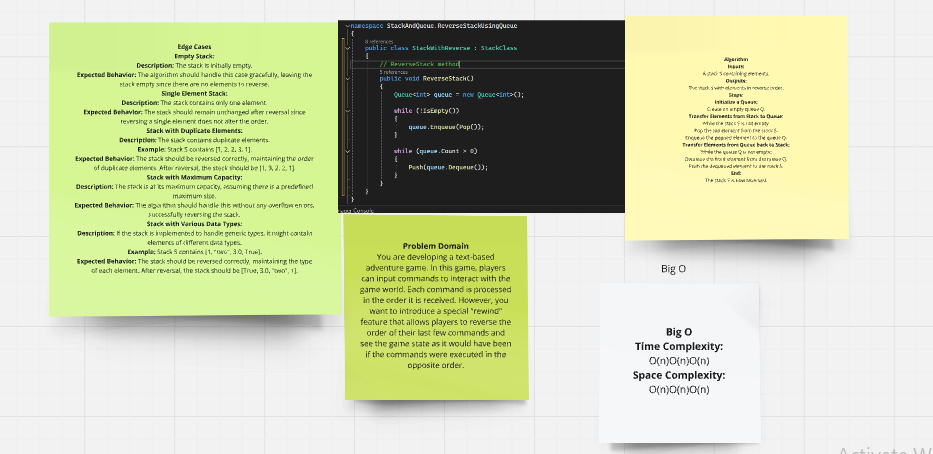 Edge Cases
Empty Stack:
Description: The stack is initially empty.
Expected Behavior: The algorithm should handle this case gracefully, leaving the
stack empty since there are no elements to reverse.
Single Element Stack:
Description: The stack contains only one element.
Expected Behavior: The stack should remain unchanged after reversal since
reversing a single element does not alter the order.
Stack with Duplicate Elements:
Description: The stack contains duplicate elements.
Example: Stack S contains [1, 2, 2, 3, 1].
Expected Behavior: The stack should be reversed correctly, maintaining the order
of duplicate elements. After reversal, the stack should be [1, 3, 2, 2, 1].
Stack with Maximum Capacity:
Description: The stack is at its maximum capacity, assuming there is a predefined
maximum size.
Expected Behavior: The algorithm should handle this without any overflow errors,
successfully reversing the stack.
Stack with Various Data Types:
Description: If the stack is implemented to handle generic types, it might contain
elements of different data types.
Example: Stack S contains [1, "two", 3.0, True].
Expected Behavior: The stack should be reversed correctly, maintaining the type
of each element. After reversal, the stack should be [True, 3.0, "two", 1].
namespace StackAndQueue.ReverseStackUsingQueue
{
8 references
public class StackWithReverse : StackClass
{
// ReverseStack method
5 references
public void ReverseStack()
{
Queue<int> queue = new Queue<int>();
while (!IsEmpty())
{
queue.Enqueue(Pop());
}
while (queue.Count > 0)
{
Push(queue.Dequeue());
}
}
}
}
ager Console
Algorithm
Inputs:
A stack S containing elements.
Outputs:
The stack S with elements in reverse order.
Steps:
Initialize a Queue:
Create an empty queue Q.
Transfer Elements from Stack to Queue:
While the stack S is not empty:
Pop the top element from the stack S.
Enqueue the popped element to the queue Q.
Transfer Elements from Queue back to Stack:
While the queue Q is not empty:
Dequeue the front element from the queue Q.
Push the dequeued element to the stack S.
End:
The stack S is now reversed.
Problem Domain
You are developing a text-based
adventure game. In this game, players
can input commands to interact with the
game world. Each command is processed
in the order it is received. However, you
want to introduce a special "rewind"
feature that allows players to reverse the
order of their last few commands and
see the game state as it would have been
if the commands were executed in the
opposite order.
Big O
Big O
Time Complexity:
O(n)O(n)O(n)
Space Complexity:
O(n)O(n)O(n)
Activate W